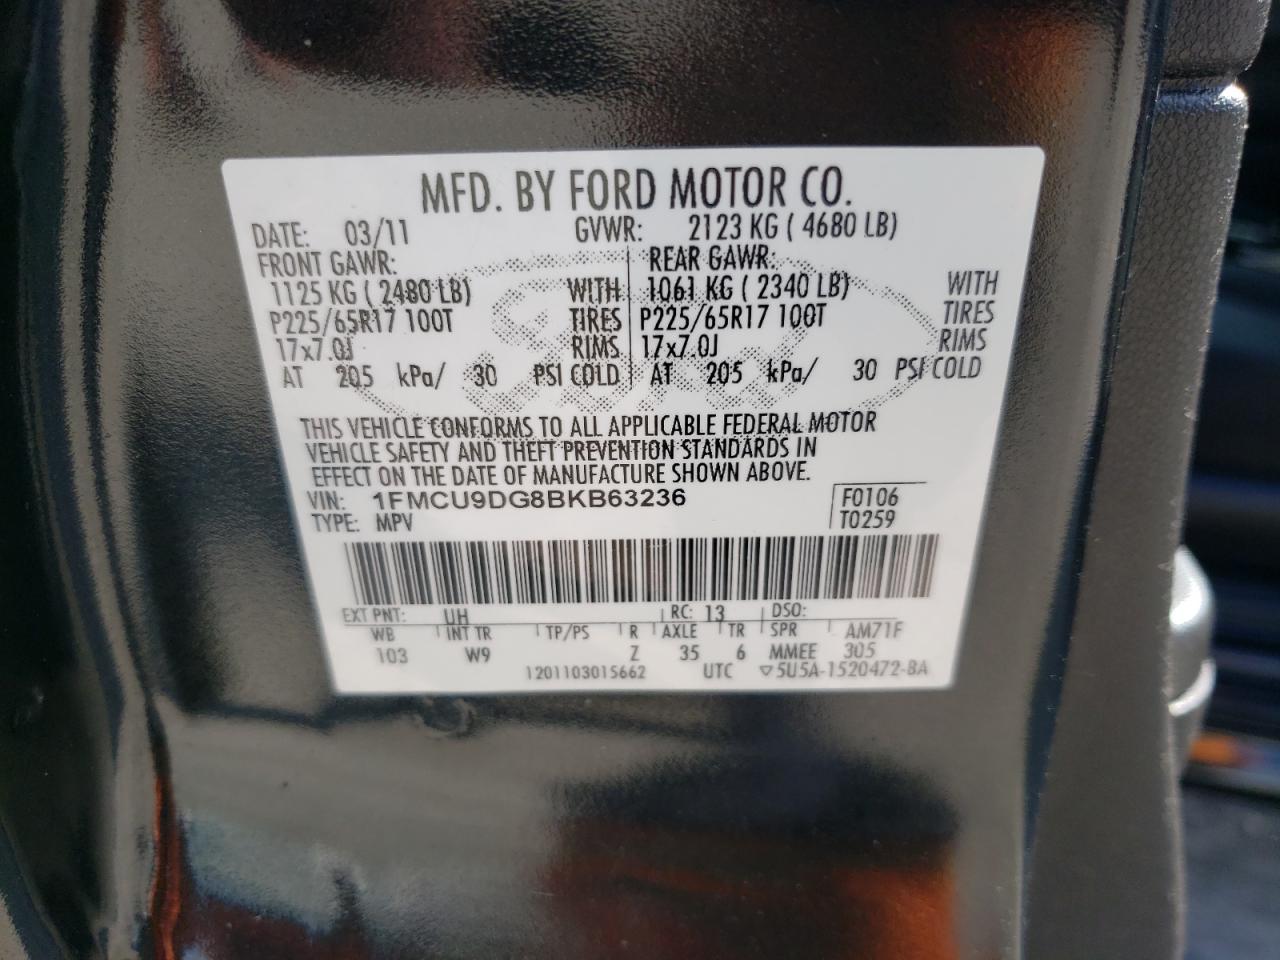 MFD. BY FORD MOTOR CO.
DATE: 03/11 GVWR: 2123 KG ( 4680 LB)
FRONT GAWR: REAR GAWR:
1125 KG ( 2480 LB) WITH 1061 KG ( 2340 LB) WITH
P225/65R17 100T TIRES P225/65R17 100T TIRES
17x7.0J RIMS 17x7.0J RIMS
AT 205 kPa/ 30 PSI COLD AT 205 kPa/ 30 PSI COLD
THIS VEHICLE CONFORMS TO ALL APPLICABLE FEDERAL MOTOR
VEHICLE SAFETY AND THEFT PREVENTION STANDARDS IN
EFFECT ON THE DATE OF MANUFACTURE SHOWN ABOVE.
VIN: 1FMCU9DG8BKB63236 F0106
TYPE: MPV T0259
EXT PNT: UH RC: 13 DSO:
WB INT TR TP/PS R AXLE TR SPR AM71F
103 W9 Z 35 6 MMEE 305
1201103015662 UTC ▽5U5A-1520472-BA